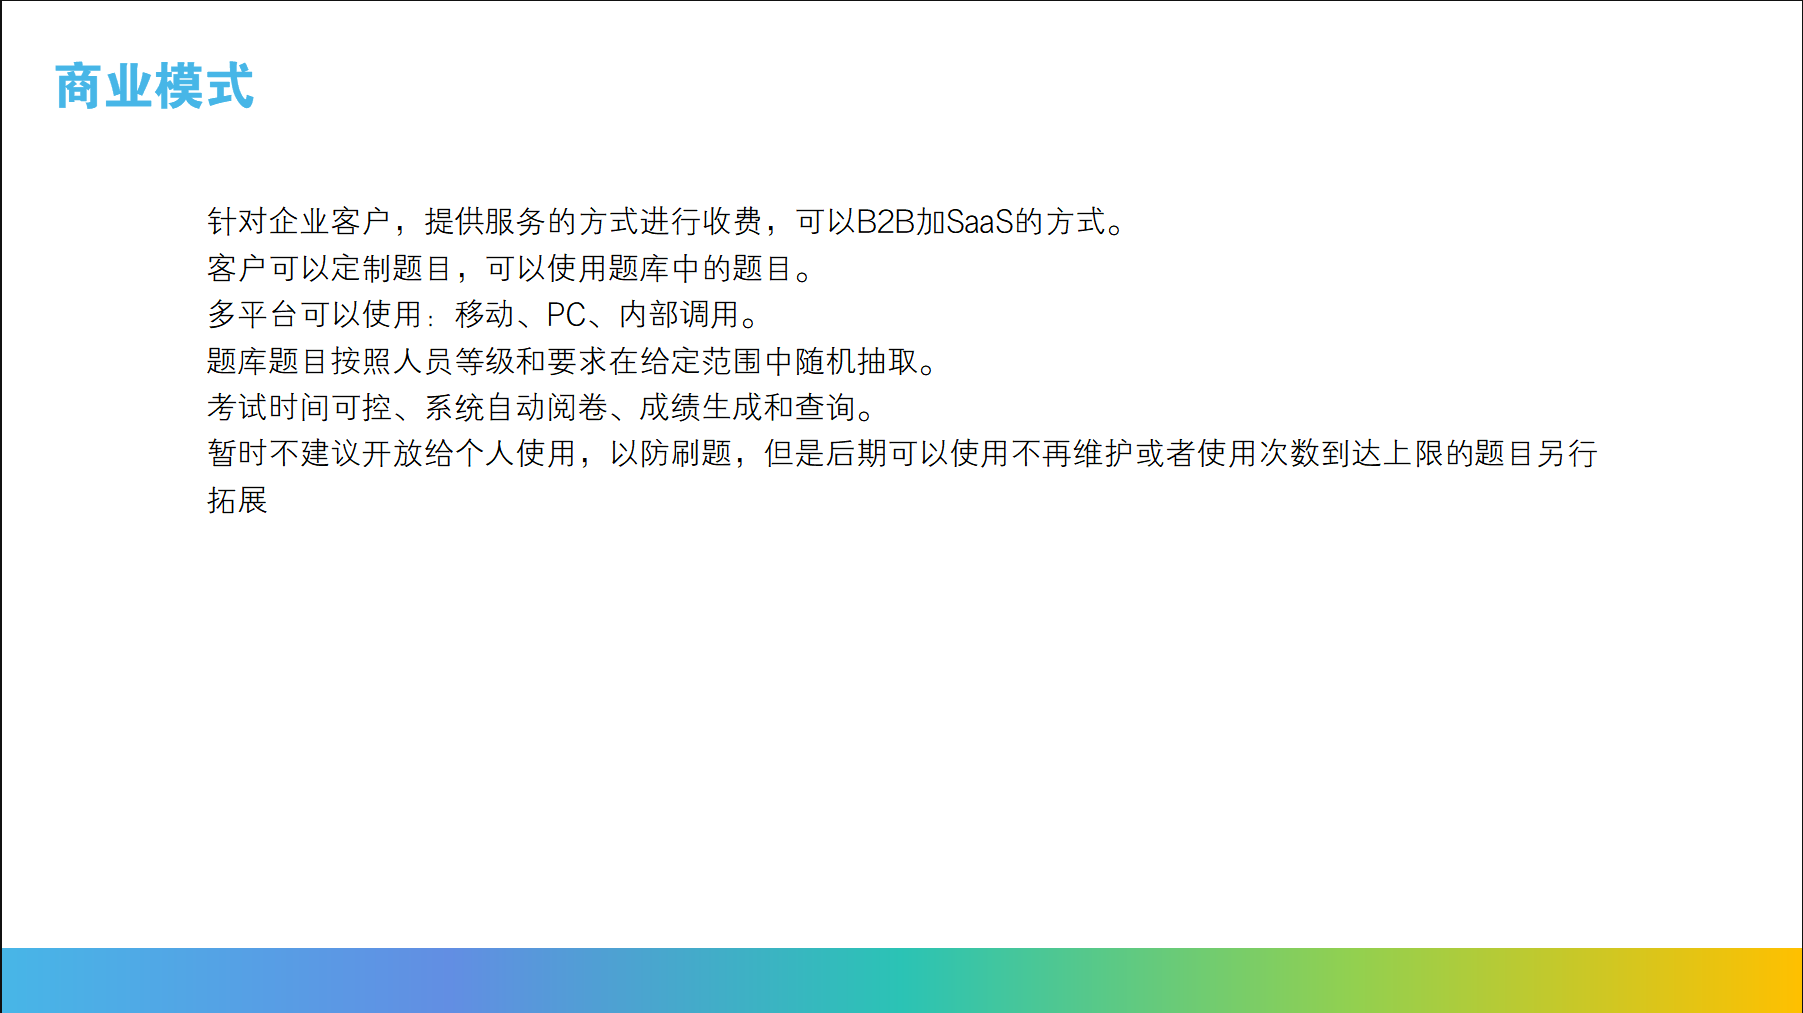 商业模式
针对企业客户，提供服务的方式进行收费，可以B2B加SaaS的方式。
客户可以定制题目，可以使用题库中的题目。
多平台可以使用：移动、PC、内部调用。
题库题目按照人员等级和要求在给定范围中随机抽取。
考试时间可控、系统自动阅卷、成绩生成和查询。
暂时不建议开放给个人使用，以防刷题，但是后期可以使用不再维护或者使用次数到达上限的题目另行
拓展